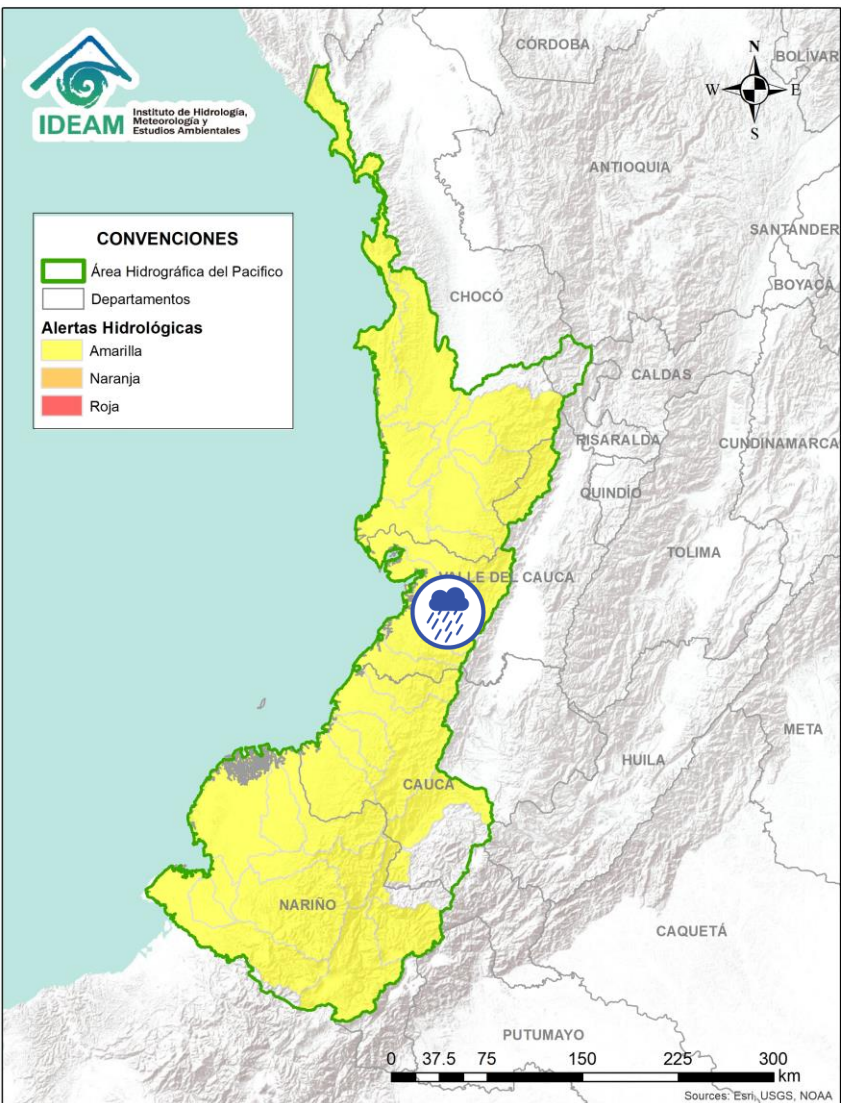 IDEAM
Instituto de Hidrología,
Meteorología y
Estudios Ambientales
CÓRDOBA
N
BOLÍVAR
W
E
S
ANTIOQUIA
SANTANDER
BOYACÁ
CONVENCIONES
Área Hidrográfica del Pacifico
Departamentos
Alertas Hidrológicas
Amarilla
Naranja
Roja
CHOCÓ
CALDAS
RISARALDA
CUNDINAMARCA
QUINDÍO
TOLIMA
VALLE DEL CAUCA
META
HUILA
CAUCA
NARIÑO
CAQUETÁ
PUTUMAYO
0 37.5 75 150 225 300
km
Sources: Esri, USGS, NOAA